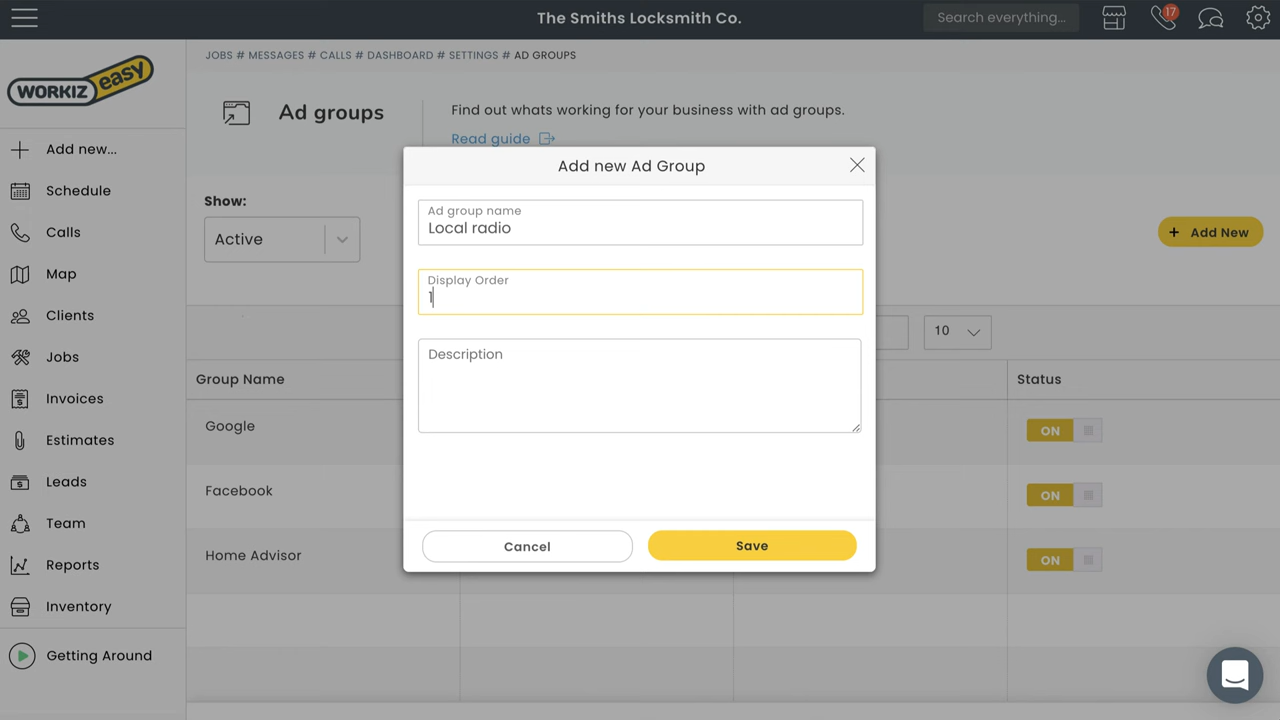 The Smiths Locksmith Co.
Search everything...
17
WORKIZ easy
JOBS # MESSAGES # CALLS # DASHBOARD # SETTINGS # AD GROUPS
Ad groups
Find out whats working for your business with ad groups.
Read guide
Add new...
Schedule
Calls
Map
Clients
Jobs
Invoices
Estimates
Leads
Team
Reports
Inventory
Getting Around
Show:
Active
+ Add New
10
Group Name
Status
Google
ON
Facebook
ON
Home Advisor
ON
Add new Ad Group
Ad group name
Local radio
Display Order
1
Description
Cancel
Save